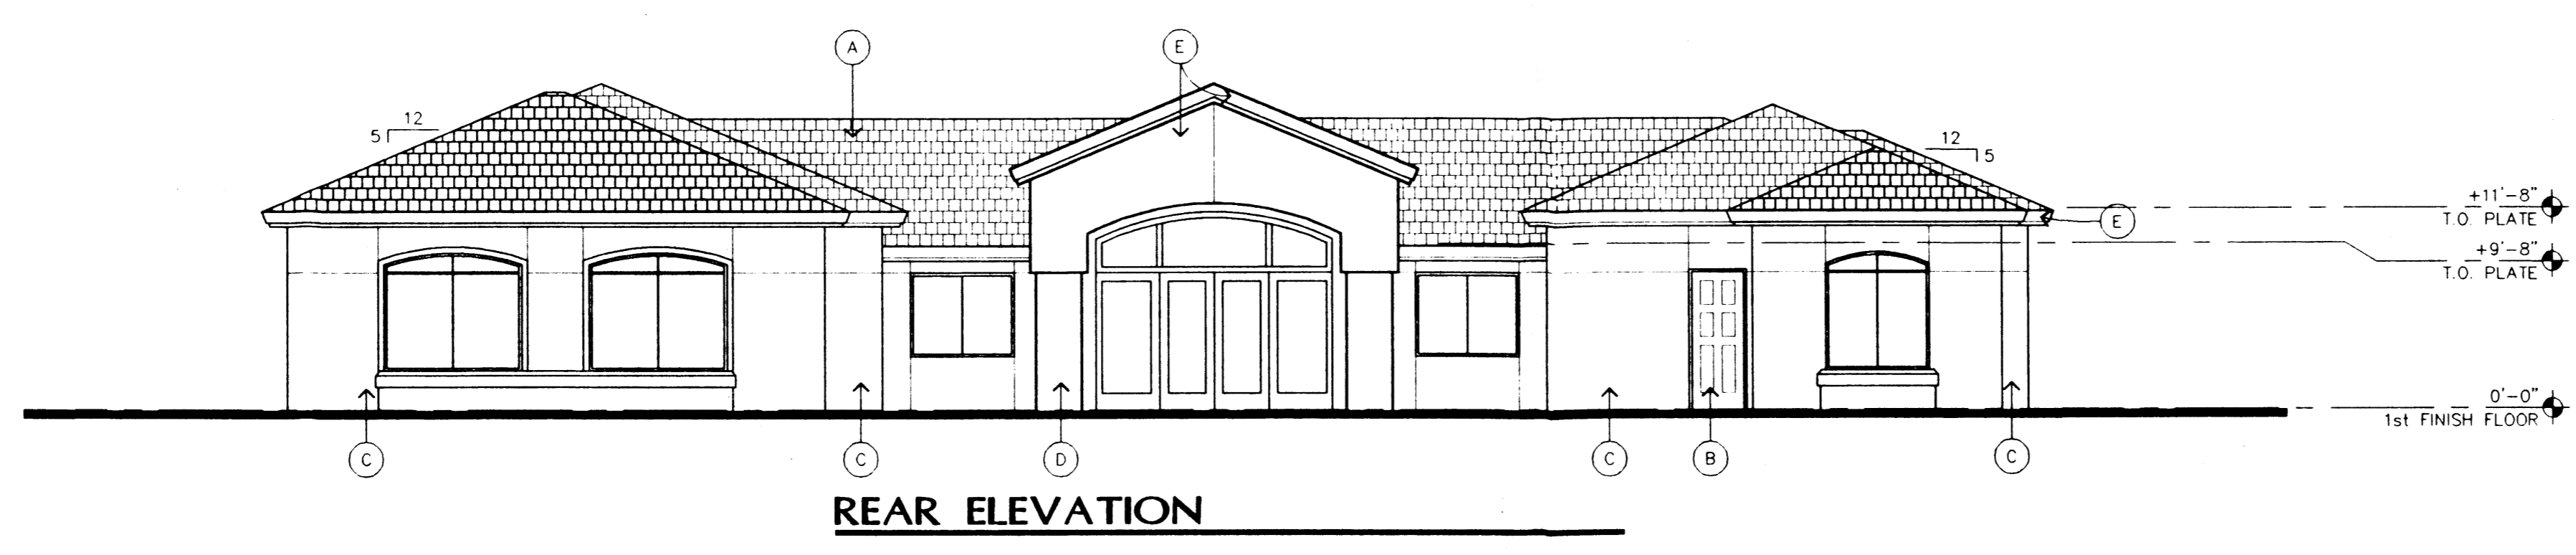 A
E
12
5
12
5
+11'-8"
T.O. PLATE
E
+9'-8"
T.O. PLATE
0'-0"
1st FINISH FLOOR
C
C
D
C
B
C
REAR ELEVATION